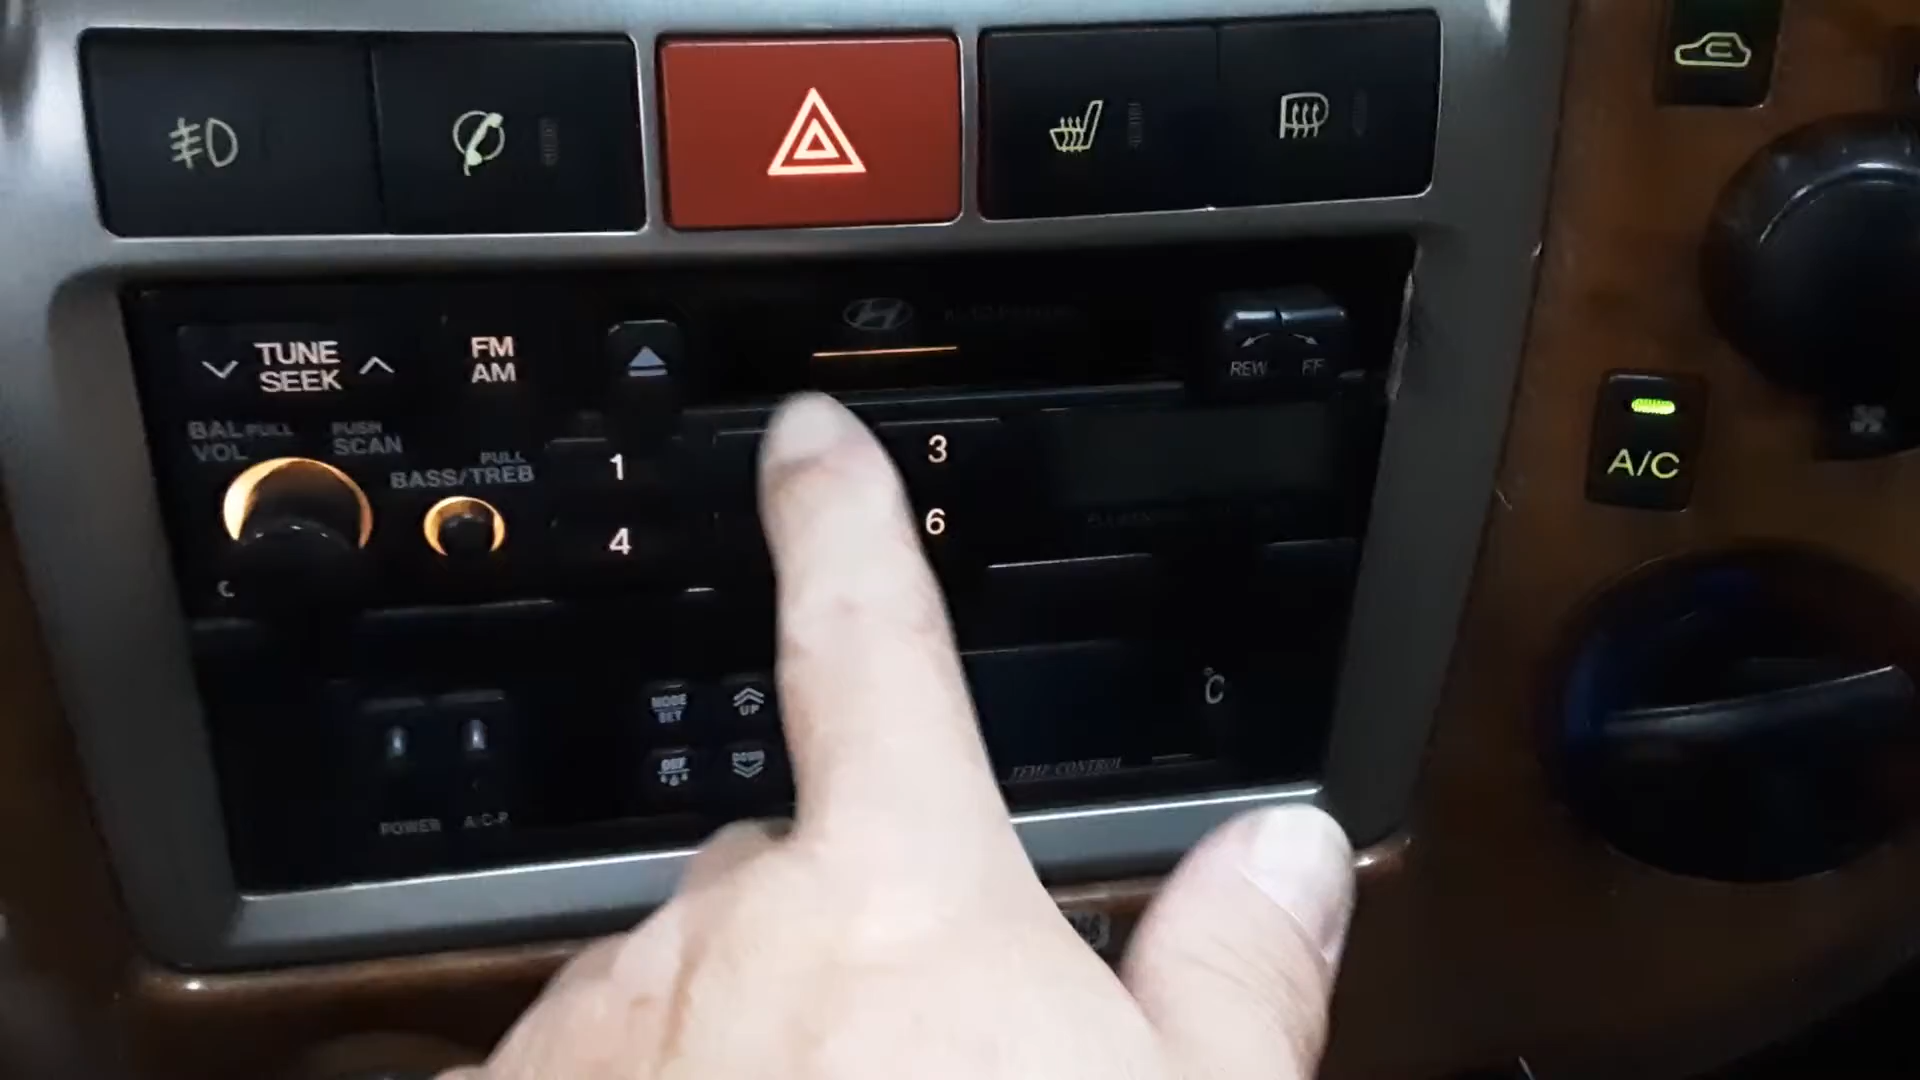 TUNE
SEEK
FM
AM
REW FF
BAL PULL
VOL
PUSH
SCAN
PULL
BASS/TREB
1
3
4
6
A/C
MODE
SET
UP
DEF
DOWN
°C
POWER A/C-P
TEMP CONTROL